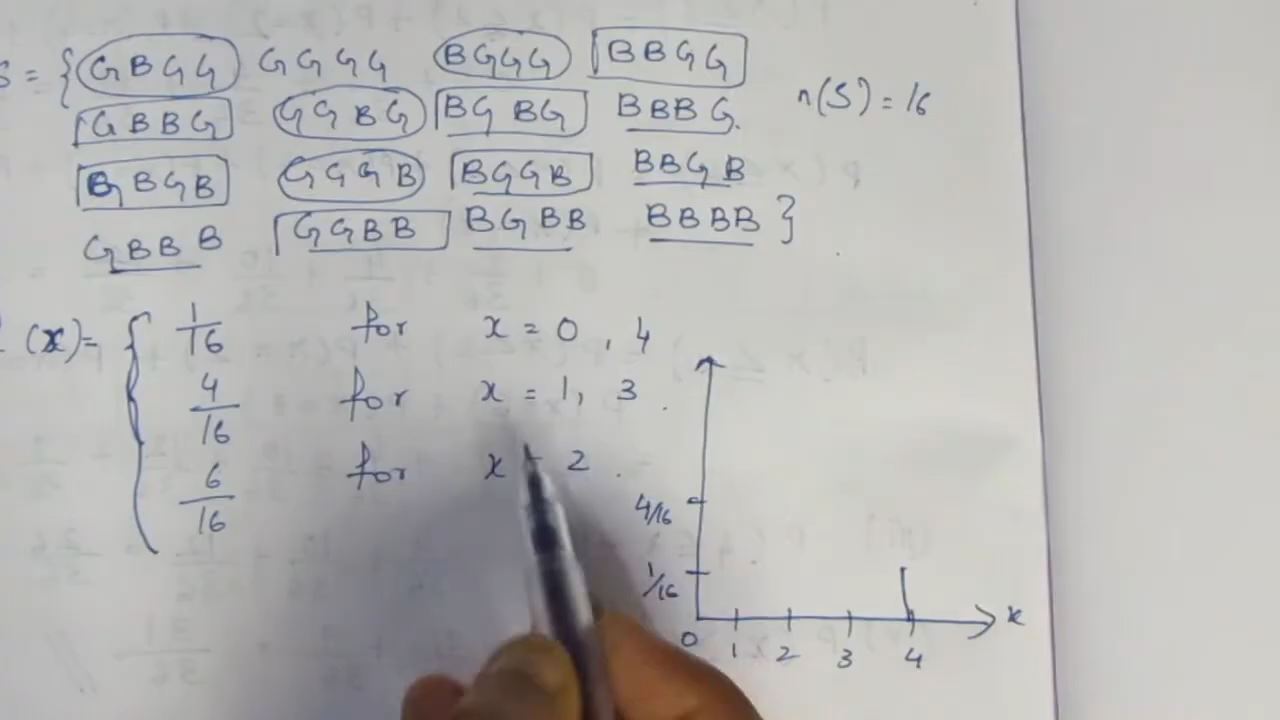 S = { GBGG GGGG BGGG BBGG
GBBG GGBG BGBG BBBG. n(S) = 16
GBGB GGGB BGGB BBGB
GBBB GGBB BGBB BBBB }
(x) = { 1/16 for x = 0, 4
4/16 for x = 1, 3
6/16 for x = 2.
4/16
1/16
0 1 2 3 4 x